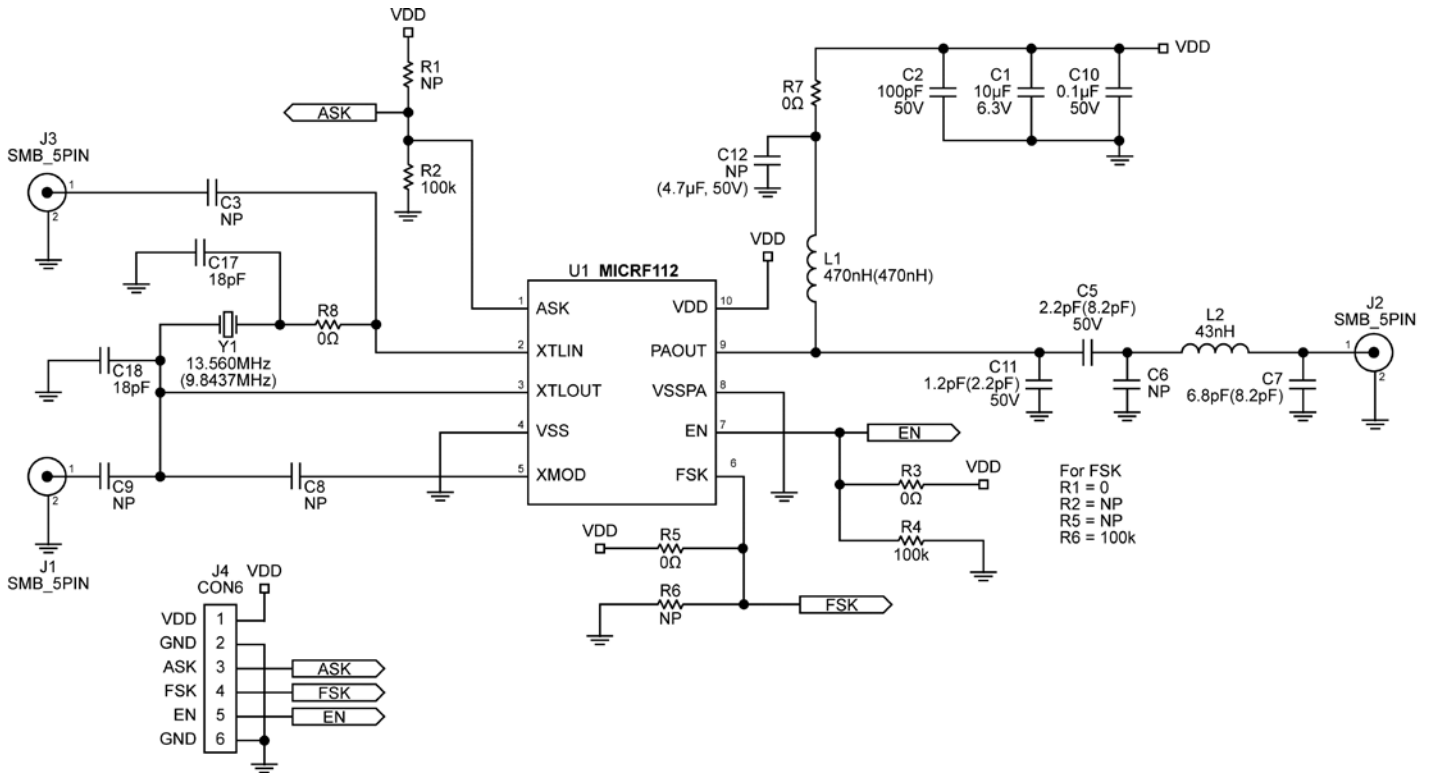 VDD
R1
NP
ASK
R2
100k
J3
SMB_5PIN
1
2
C3
NP
C17
18pF
R8
0Ω
Y1
13.560MHz
(9.8437MHz)
C18
18pF
J1
SMB_5PIN
1
2
C9
NP
C8
NP
U1 MICRF112
1 ASK
2 XTLIN
3 XTLOUT
4 VSS
5 XMOD
VDD 10
PAOUT 9
VSSPA 8
EN 7
FSK 6
VDD
R7
0Ω
C12
NP
(4.7µF, 50V)
C2
100pF
50V
C1
10µF
6.3V
C10
0.1µF
50V
VDD
L1
470nH(470nH)
C5
2.2pF(8.2pF)
50V
C11
1.2pF(2.2pF)
50V
C6
NP
L2
43nH
C7
6.8pF(8.2pF)
J2
SMB_5PIN
1
2
EN
R3
0Ω
VDD
R4
100k
For FSK
R1 = 0
R2 = NP
R5 = NP
R6 = 100k
VDD
R5
0Ω
R6
NP
FSK
J4
CON6
VDD
VDD 1
GND 2
ASK 3 ASK
FSK 4 FSK
EN 5 EN
GND 6